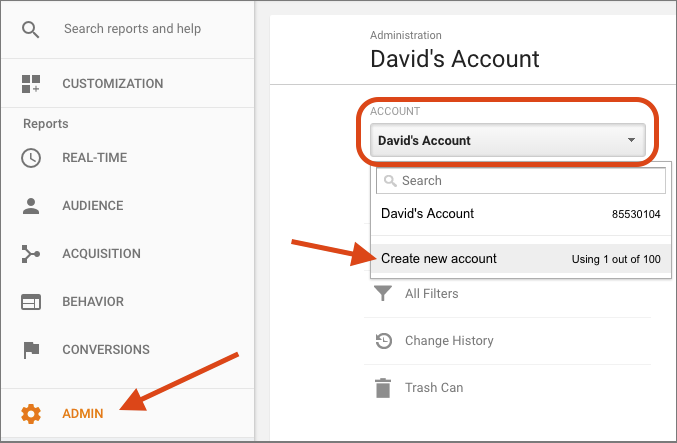 Search reports and help
CUSTOMIZATION
Reports
REAL-TIME
AUDIENCE
ACQUISITION
BEHAVIOR
CONVERSIONS
ADMIN
Administration
David's Account
ACCOUNT
David's Account
Search
David's Account 85530104
Create new account Using 1 out of 100
All Filters
Change History
Trash Can